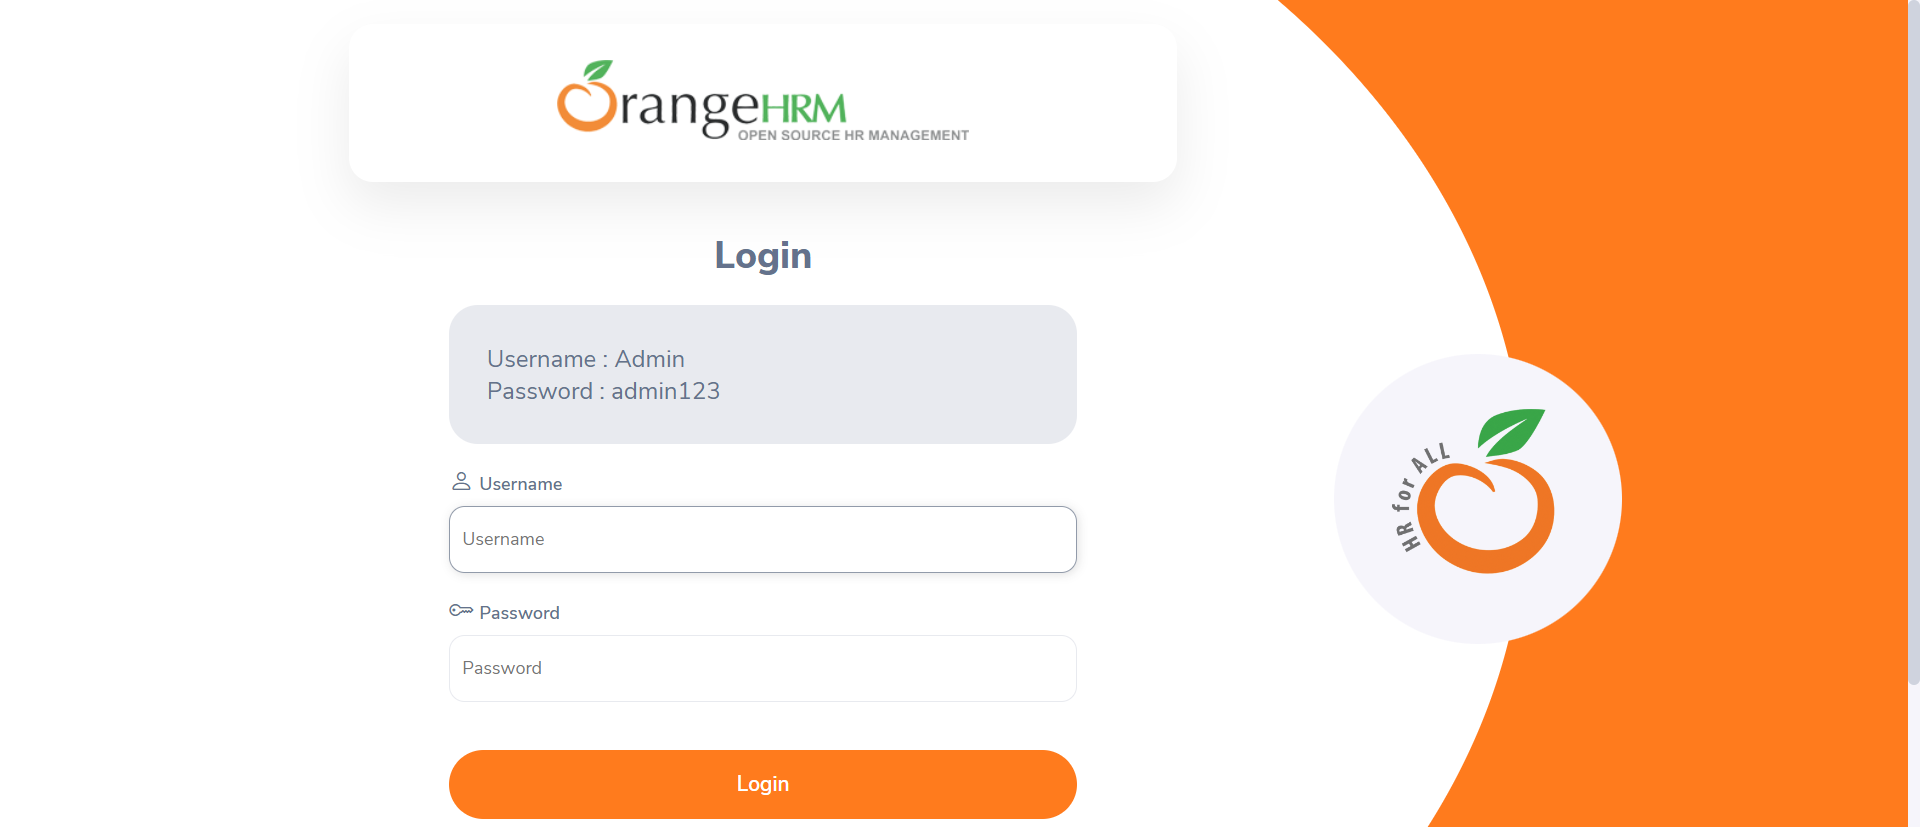 OrangeHRM
OPEN SOURCE HR MANAGEMENT
Login
Username : Admin
Password : admin123
Username
Username
Password
Password
Login
HR for ALL